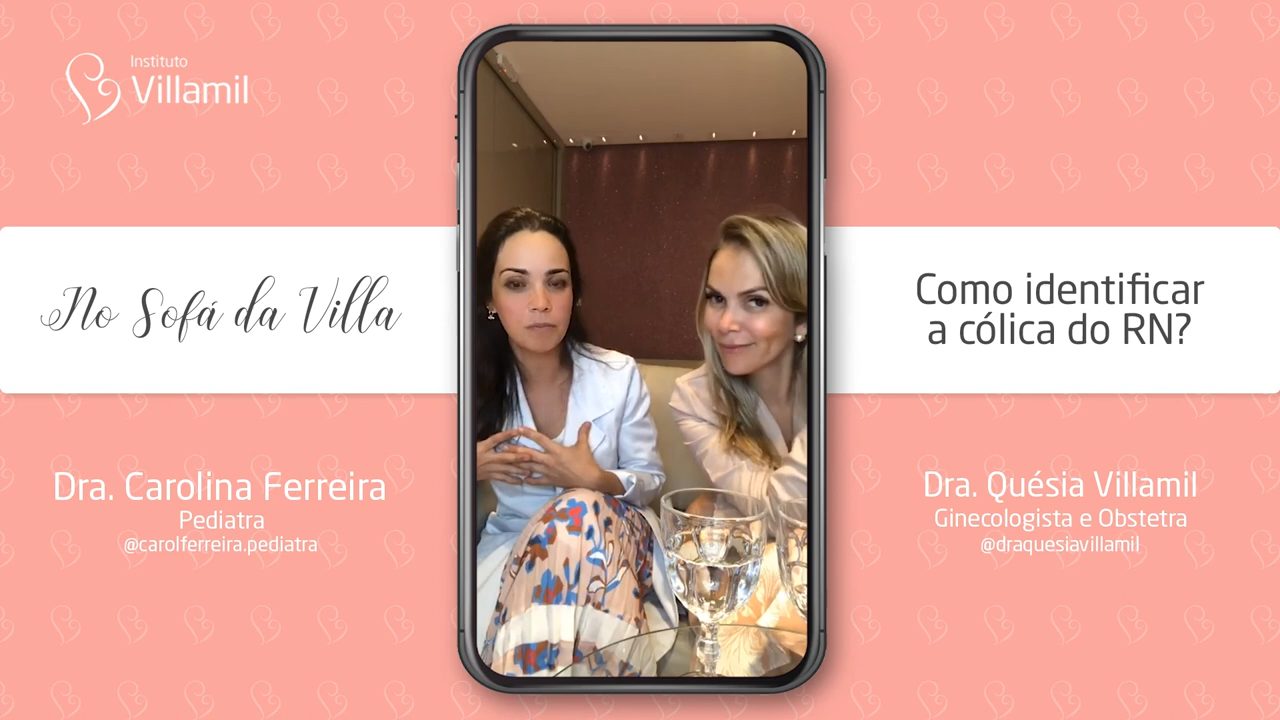 Instituto
Villamil
No Sofá da Villa
Como identificar
a cólica do RN?
Dra. Carolina Ferreira
Pediatra
@carolferreira.pediatra
Dra. Quésia Villamil
Ginecologista e Obstetra
@draquesiavillamil